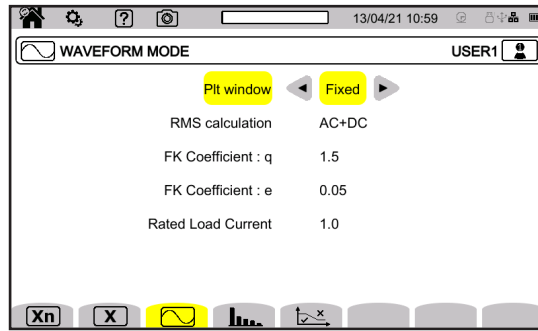 ? 13/04/21 10:59
WAVEFORM MODE USER1
Plt window Fixed
RMS calculation AC+DC
FK Coefficient : q 1.5
FK Coefficient : e 0.05
Rated Load Current 1.0
Xn X